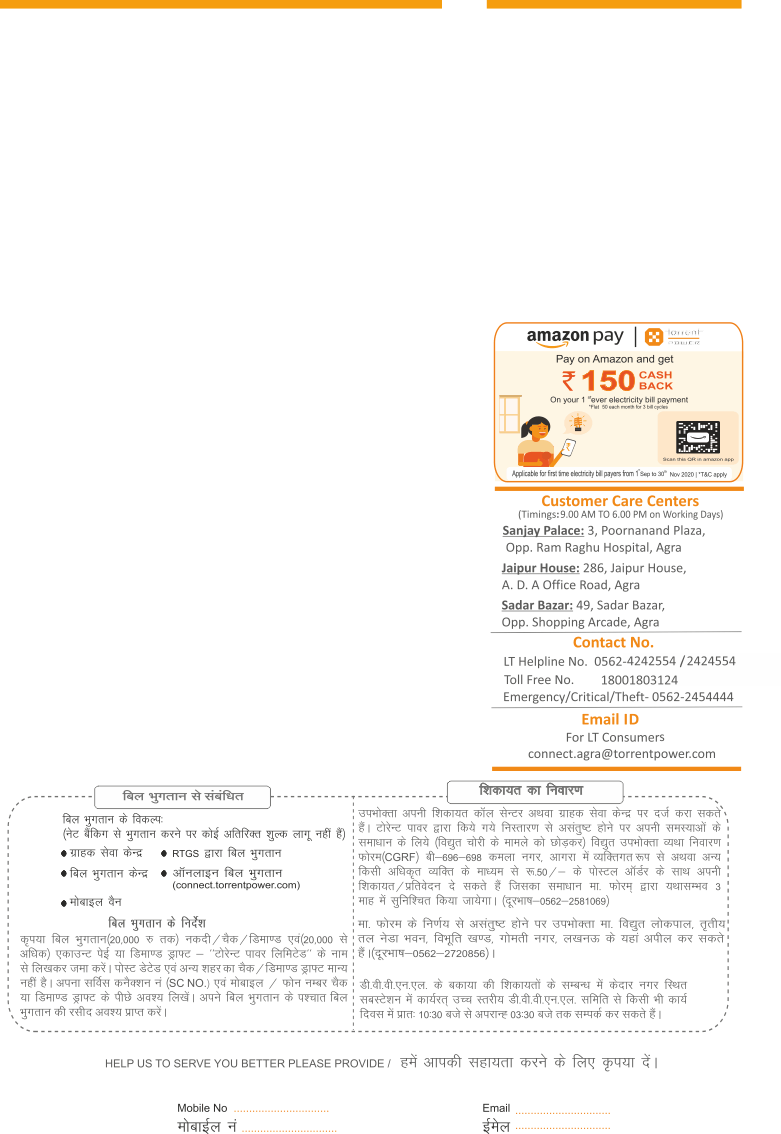 amazon pay
TORRENT
POWER
Pay on Amazon and get
₹ 150 CASH
BACK
On your 1st ever electricity bill payment
*Flat 50 each month for 3 bill cycles
₹
Scan this QR in amazon app
Applicable for first time electricity bill payers from 1st Sep to 30th Nov 2020 | *T&C apply
Customer Care Centers
(Timings:9.00 AM TO 6.00 PM on Working Days)
Sanjay Palace: 3, Poornanand Plaza,
Opp. Ram Raghu Hospital, Agra
Jaipur House: 286, Jaipur House,
A. D. A Office Road, Agra
Sadar Bazar: 49, Sadar Bazar,
Opp. Shopping Arcade, Agra
Contact No.
LT Helpline No. 0562-4242554 / 2424554
Toll Free No. 18001803124
Emergency/Critical/Theft- 0562-2454444
Email ID
For LT Consumers
connect.agra@torrentpower.com
बिल भुगतान से संबंधित
बिल भुगतान के विकल्पः
(नेट बैंकिग से भुगतान करने पर कोई अतिरिक्त शुल्क लागू नहीं हैं)
● ग्राहक सेवा केन्द्र ● RTGS द्वारा बिल भुगतान
● बिल भुगतान केन्द्र ● ऑनलाइन बिल भुगतान
(connect.torrentpower.com)
● मोबाइल वैन
बिल भुगतान के निर्देश
कृपया बिल भुगतान(20,000 रु तक) नकदी/चैक/डिमाण्ड एवं(20,000 से
अधिक) एकाउन्ट पेई या डिमाण्ड ड्राफ्ट – ''टोरेन्ट पावर लिमिटेड'' के नाम
से लिखकर जमा करें। पोस्ट डेटेड एवं अन्य शहर का चैक/डिमाण्ड ड्राफ्ट मान्य
नहीं है। अपना सर्विस कनैक्शन नं (SC NO.) एवं मोबाइल / फोन नम्बर चैक
या डिमाण्ड ड्राफ्ट के पीछे अवश्य लिखें। अपने बिल भुगतान के पश्चात बिल
भुगतान की रसीद अवश्य प्राप्त करें।
शिकायत का निवारण
उपभोक्ता अपनी शिकायत कॉल सेन्टर अथवा ग्राहक सेवा केन्द्र पर दर्ज करा सकते
हैं। टोरेन्ट पावर द्वारा किये गये निस्तारण से असंतुष्ट होने पर अपनी समस्याओं के
समाधान के लिये (विद्युत चोरी के मामले को छोड़कर) विद्युत उपभोक्ता व्यथा निवारण
फोरम(CGRF) बी–696–698 कमला नगर, आगरा में व्यक्तिगत रूप से अथवा अन्य
किसी अधिकृत व्यक्ति के माध्यम से रू.50/– के पोस्टल ऑर्डर के साथ अपनी
शिकायत/प्रतिवेदन दे सकते हैं जिसका समाधान मा. फोरम् द्वारा यथासम्भव 3
माह में सुनिश्चित किया जायेगा। (दूरभाष–0562–2581069)
मा. फोरम के निर्णय से असंतुष्ट होने पर उपभोक्ता मा. विद्युत लोकपाल, तृतीय
तल नेडा भवन, विभूति खण्ड, गोमती नगर, लखनऊ के यहां अपील कर सकते
हैं।(दूरभाष–0562–2720856)।
डी.वी.वी.एन.एल. के बकाया की शिकायतों के सम्बन्ध में केदार नगर स्थित
सबस्टेशन में कार्यरत् उच्च स्तरीय डी.वी.वी.एन.एल. समिति से किसी भी कार्य
दिवस में प्रातः 10:30 बजे से अपरान्ह 03:30 बजे तक सम्पर्क कर सकते हैं।
HELP US TO SERVE YOU BETTER PLEASE PROVIDE / हमें आपकी सहायता करने के लिए कृपया दें।
Mobile No ............................... Email ...............................
मोबाईल नं ............................... ईमेल ...............................